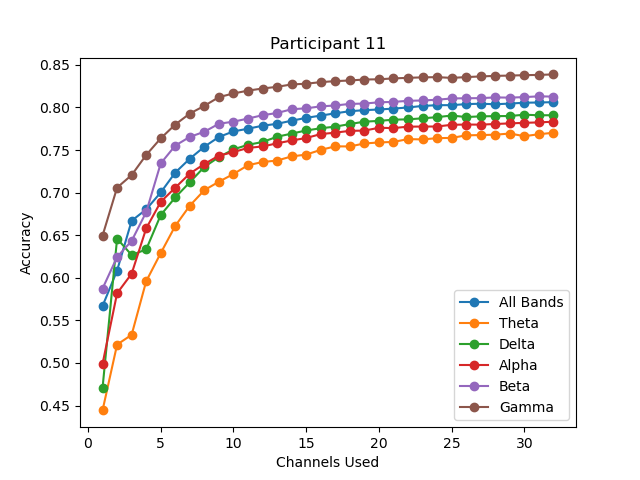 Participant 11
Accuracy
0.85
0.80
0.75
0.70
0.65
0.60
0.55
0.50
0.45
0 5 10 15 20 25 30
Channels Used
All Bands
Theta
Delta
Alpha
Beta
Gamma